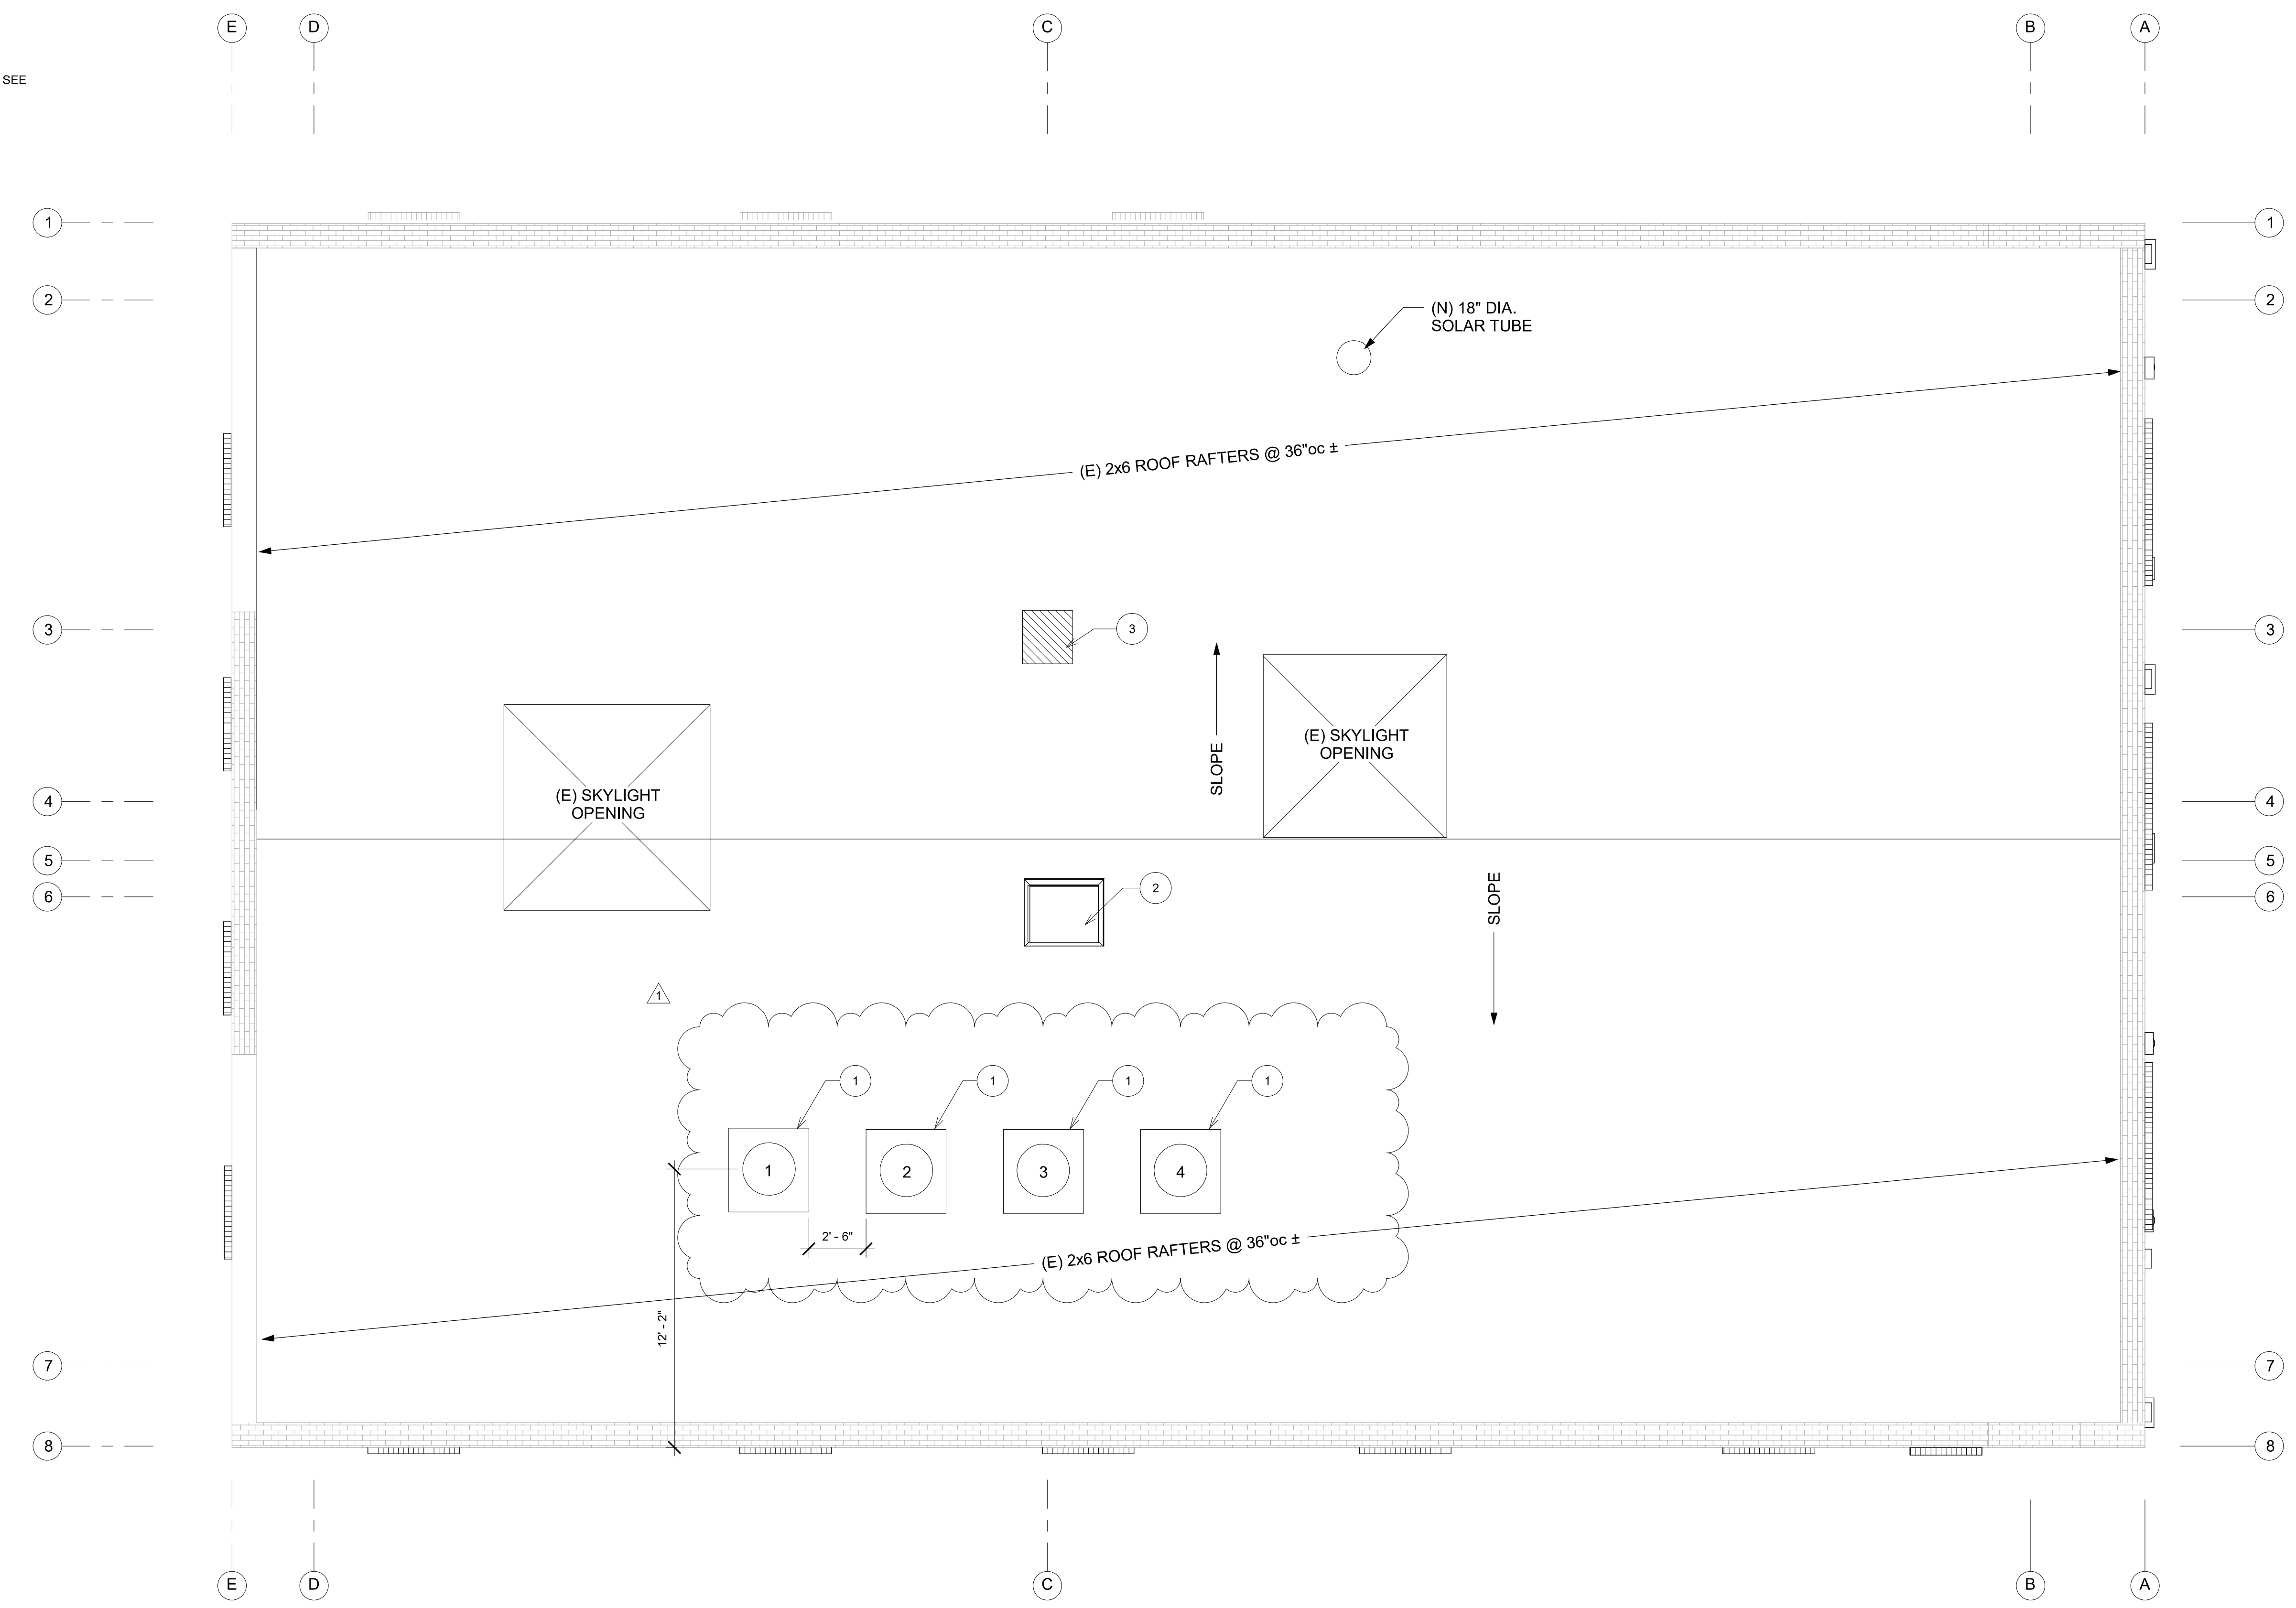 E D C B A
SEE
1 1
2 2
(N) 18" DIA.
SOLAR TUBE
(E) 2x6 ROOF RAFTERS @ 36"oc ±
3 3 3
SLOPE
(E) SKYLIGHT
OPENING
(E) SKYLIGHT
OPENING
4 4
5 5
6 6
2
SLOPE
1
1 1 1 1
1 2 3 4
2' - 6"
(E) 2x6 ROOF RAFTERS @ 36"oc ±
12' - 2"
7 7
8 8
E D C B A